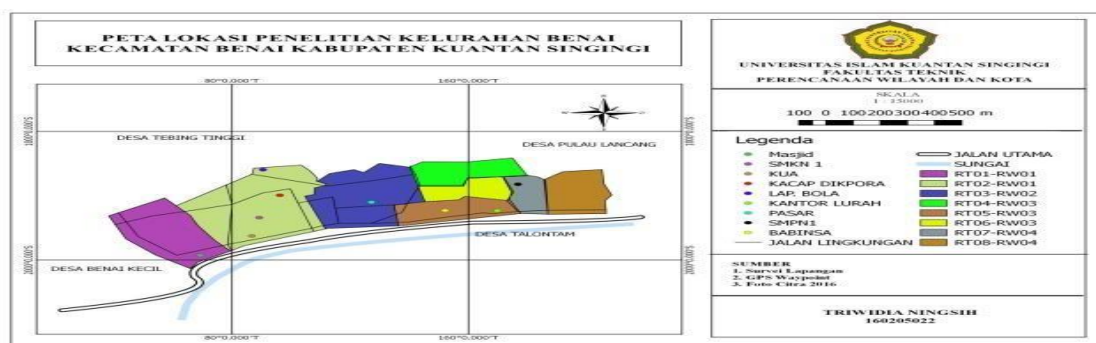 PETA LOKASI PENELITIAN KELURAHAN BENAI
KECAMATAN BENAI KABUPATEN KUANTAN SINGINGI
80°0.000'T
160°0.000'T
DESA TEBING TINGGI
DESA PULAU LANCANG
DESA TALONTAM
DESA BENAI KECIL
80°0.000'T
160°0.000'T
UNIVERSITAS ISLAM KUANTAN SINGINGI
FAKULTAS TEKNIK
PERENCANAAN WILAYAH DAN KOTA
SKALA
1 : 15000
100 0 100200300400500 m
Legenda
Masjid
SMKN 1
KUA
KACAP DIKPORA
LAP. BOLA
KANTOR LURAH
PASAR
SMPN1
BABINSA
JALAN LINGKUNGAN
JALAN UTAMA
SUNGAI
RT01-RW01
RT02-RW01
RT03-RW02
RT04-RW03
RT05-RW03
RT06-RW03
RT07-RW04
RT08-RW04
SUMBER
1. Survei Lapangan
2. GPS Waypoint
3. Foto Citra 2016
TRIWIDIA NINGSIH
160205022